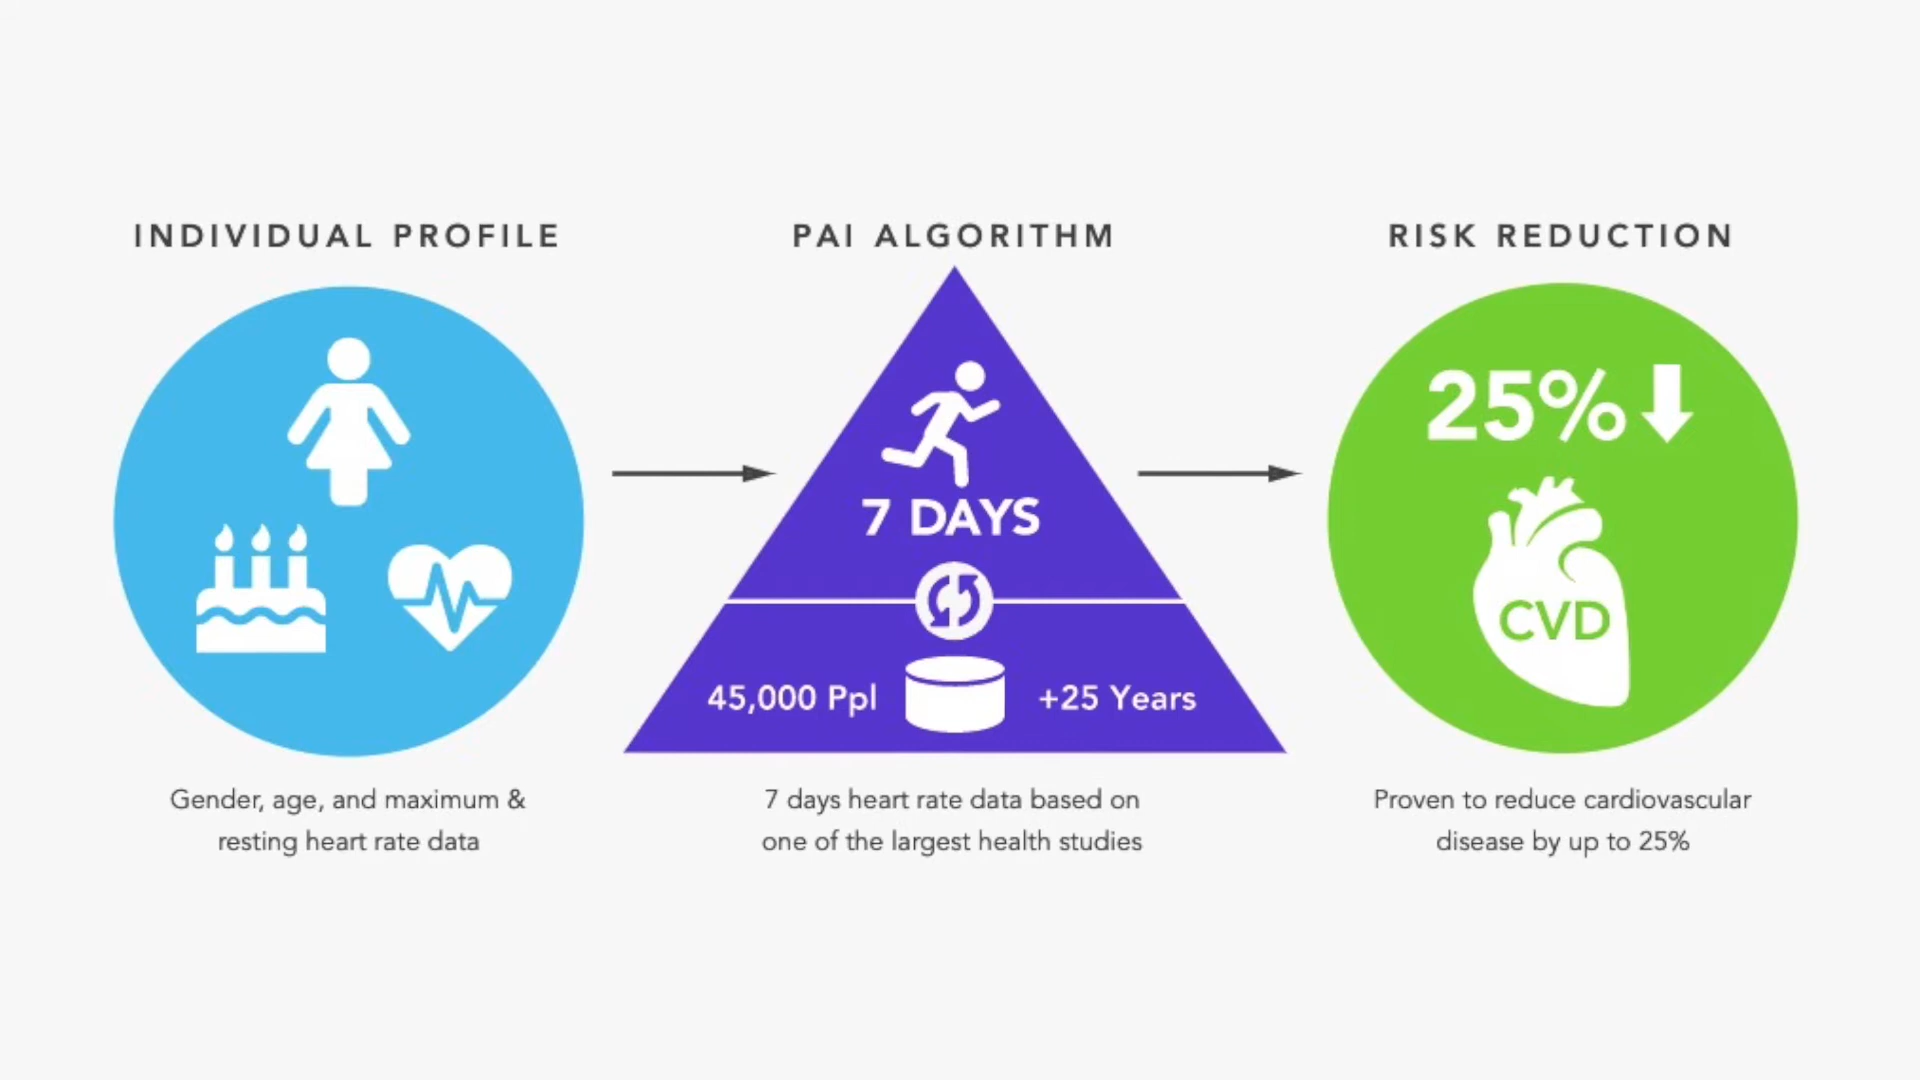 INDIVIDUAL PROFILE
Gender, age, and maximum &
resting heart rate data
PAI ALGORITHM
7 DAYS
45,000 Ppl
+25 Years
7 days heart rate data based on
one of the largest health studies
RISK REDUCTION
25%
CVD
Proven to reduce cardiovascular
disease by up to 25%